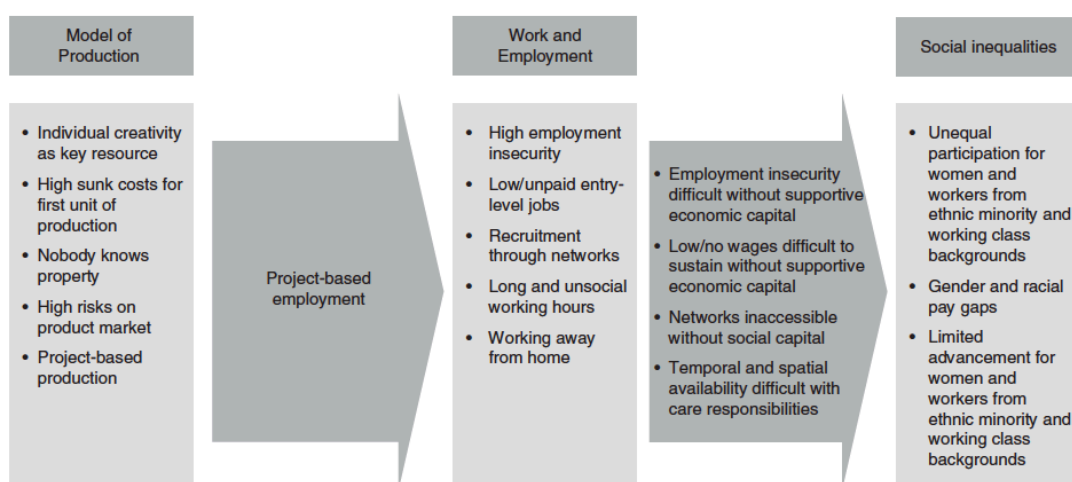 Model of
Production
• Individual creativity
as key resource
• High sunk costs for
first unit of
production
• Nobody knows
property
• High risks on
product market
• Project-based
production
Project-based
employment
Work and
Employment
• High employment
insecurity
• Low/unpaid entry-
level jobs
• Recruitment
through networks
• Long and unsocial
working hours
• Working away
from home
• Employment insecurity
difficult without supportive
economic capital
• Low/no wages difficult to
sustain without supportive
economic capital
• Networks inaccessible
without social capital
• Temporal and spatial
availability difficult with
care responsibilities
Social inequalities
• Unequal
participation for
women and
workers from
ethnic minority and
working class
backgrounds
• Gender and racial
pay gaps
• Limited
advancement for
women and
workers from
ethnic minority and
working class
backgrounds